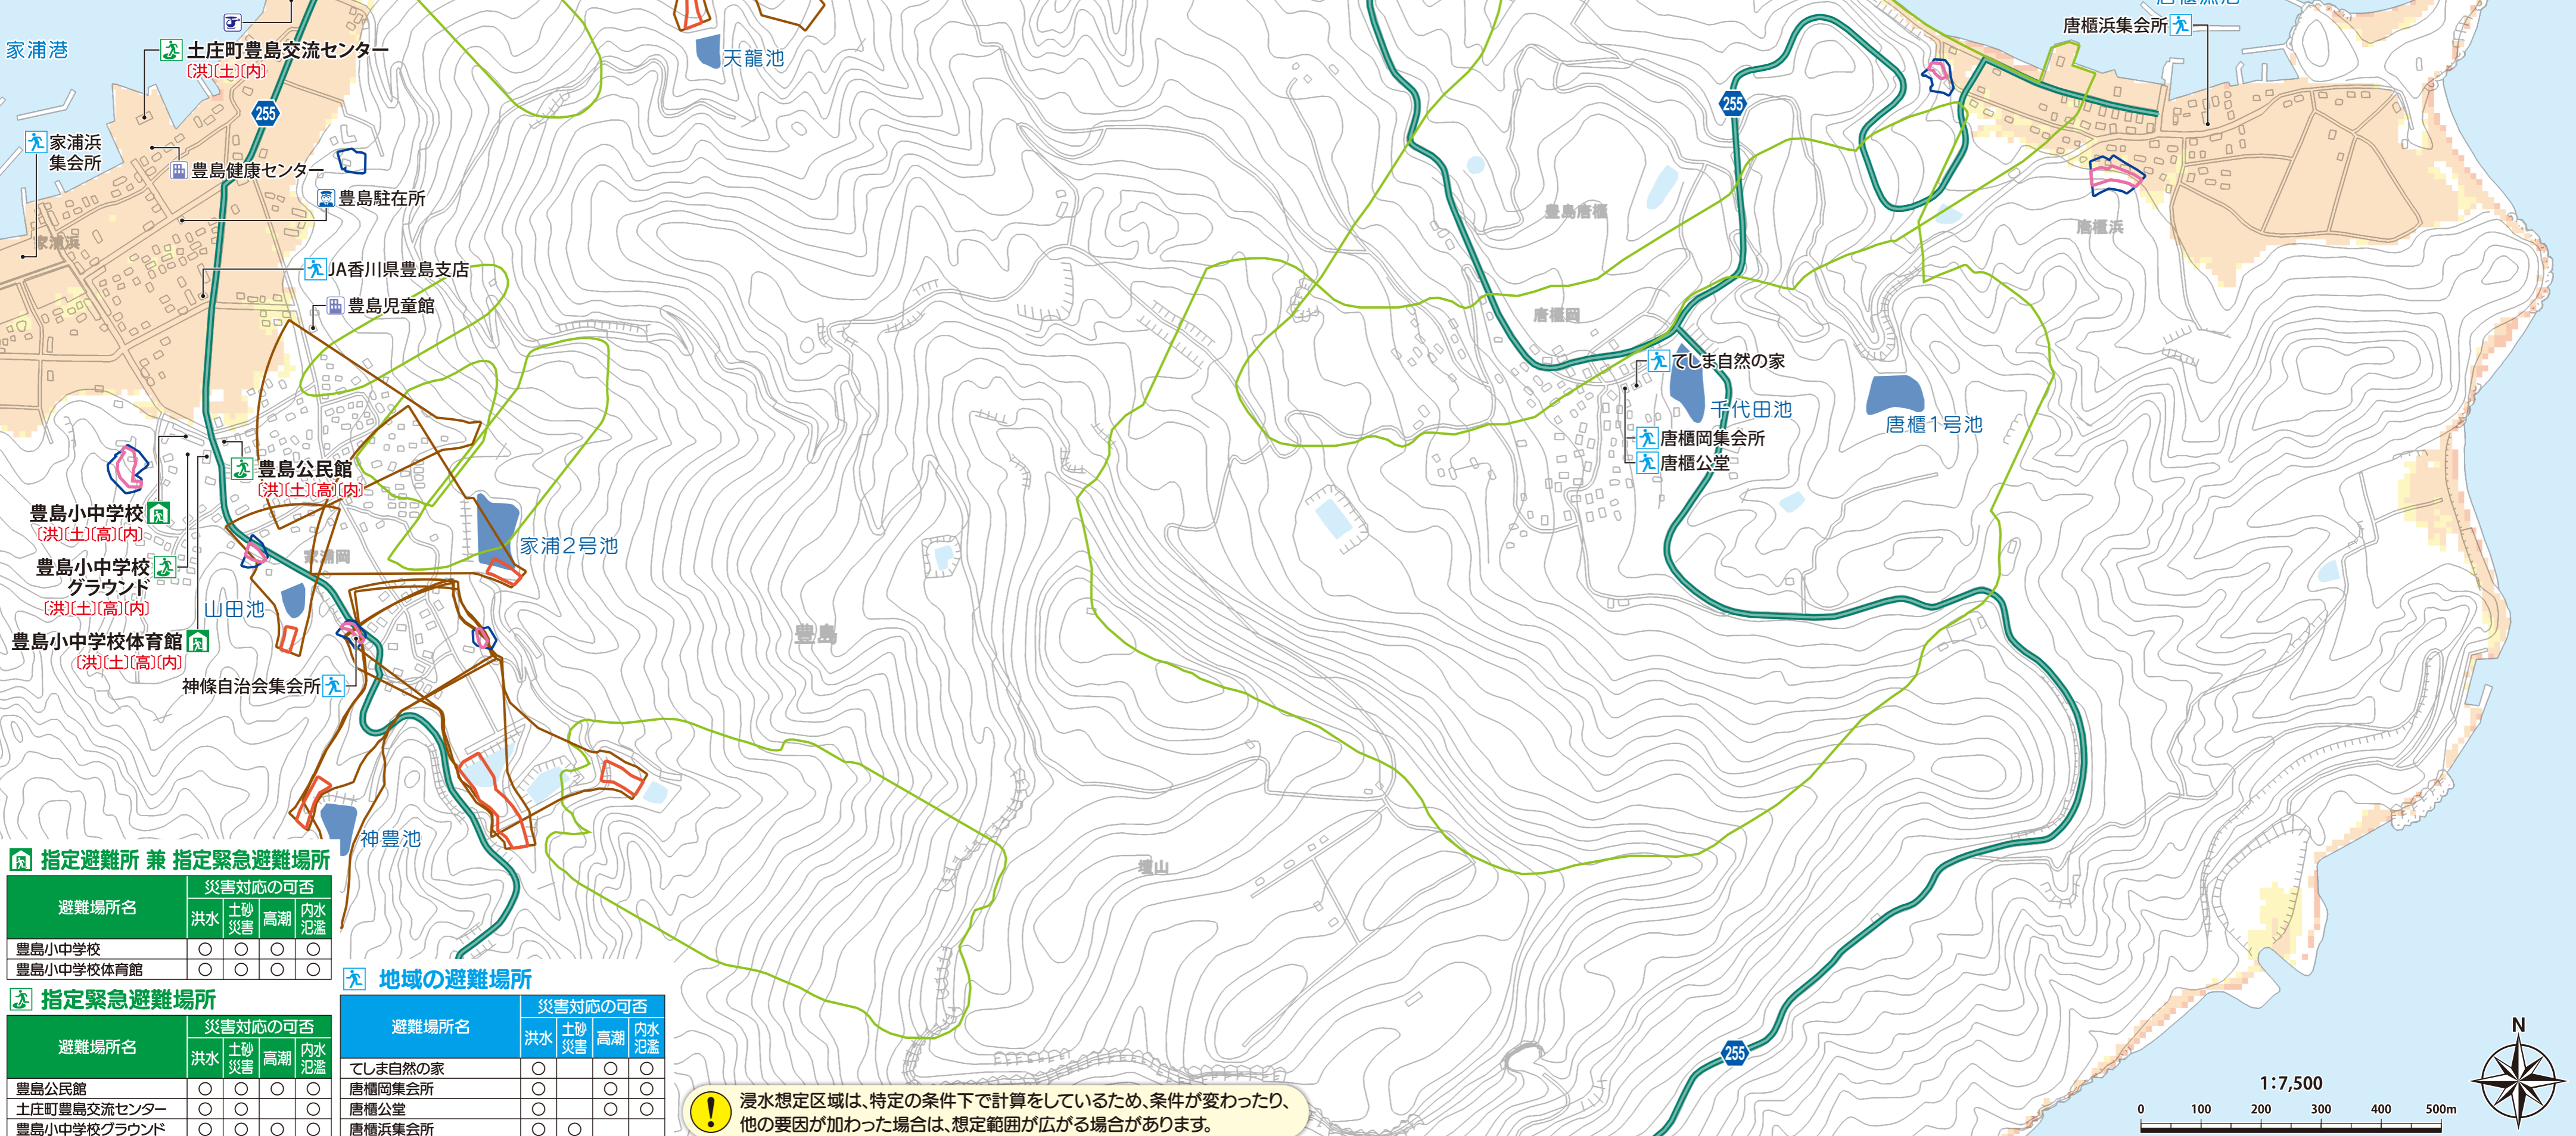 家浦港
土庄町豊島交流センター
〔洪〕〔土〕〔内〕
255
家浦浜
集会所
豊島健康センター
豊島駐在所
家浦浜
JA香川県豊島支店
豊島児童館
天龍池
豊島公民館
〔洪〕〔土〕〔高〕〔内〕
豊島小中学校
〔洪〕〔土〕〔高〕〔内〕
家浦2号池
家浦岡
豊島小中学校
グラウンド
〔洪〕〔土〕〔高〕〔内〕
山田池
豊島小中学校体育館
〔洪〕〔土〕〔高〕〔内〕
神條自治会集会所
神豊池
豊島
壇山
255
豊島唐櫃
唐櫃岡
てしま自然の家
千代田池
唐櫃岡集会所
唐櫃公堂
唐櫃1号池
唐櫃浜集会所
唐櫃浜
255
指定避難所 兼 指定緊急避難場所
避難場所名
災害対応の可否
洪水
土砂
災害
高潮
内水
氾濫
豊島小中学校 ○ ○ ○ ○
豊島小中学校体育館 ○ ○ ○ ○
指定緊急避難場所
避難場所名
災害対応の可否
洪水
土砂
災害
高潮
内水
氾濫
豊島公民館 ○ ○ ○ ○
土庄町豊島交流センター ○ ○ ○
豊島小中学校グラウンド ○ ○ ○ ○
地域の避難場所
避難場所名
災害対応の可否
洪水
土砂
災害
高潮
内水
氾濫
てしま自然の家 ○ ○ ○
唐櫃岡集会所 ○ ○ ○
唐櫃公堂 ○ ○ ○
唐櫃浜集会所 ○ ○
浸水想定区域は、特定の条件下で計算をしているため、条件が変わったり、
他の要因が加わった場合は、想定範囲が広がる場合があります。
N
1:7,500
0 100 200 300 400 500m